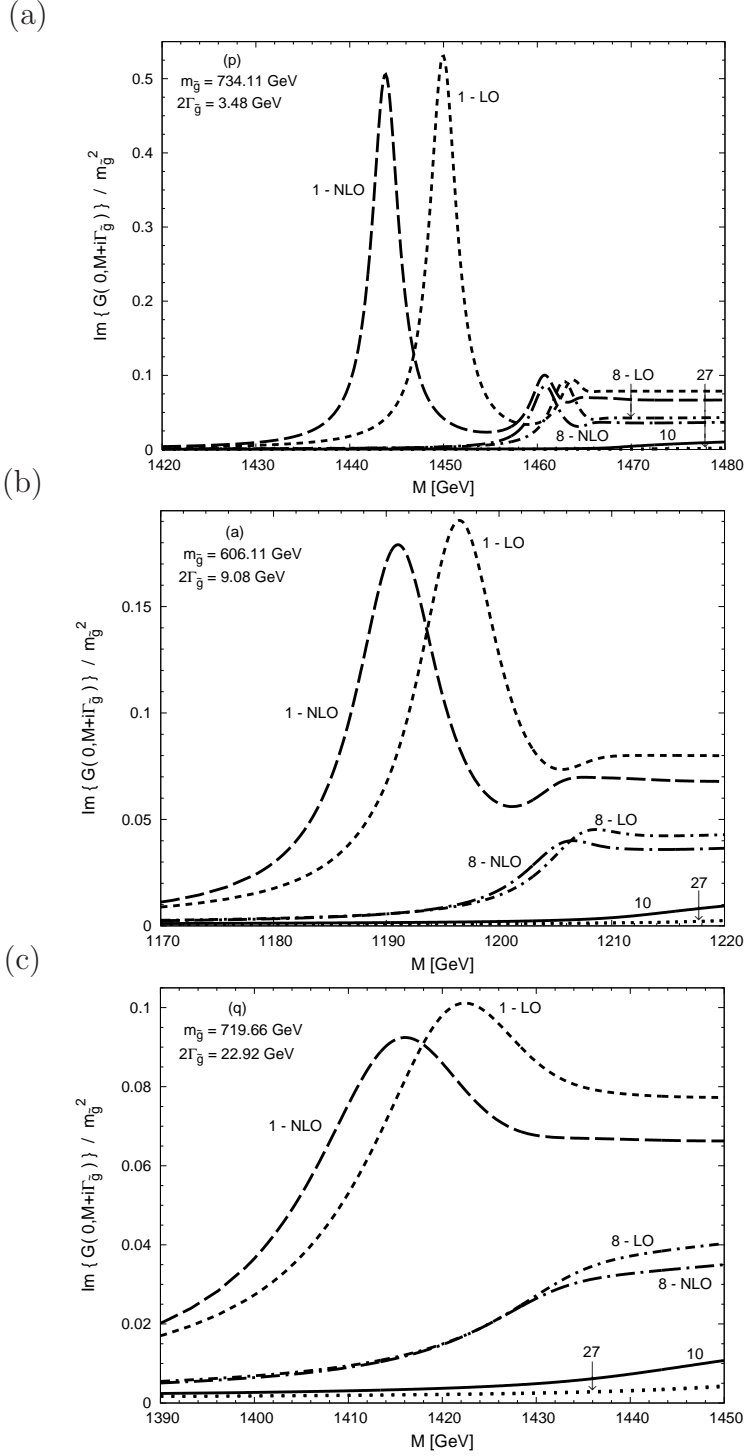 (a)
(p)
m_g̃ = 734.11 GeV
2Γ_g̃ = 3.48 GeV
1 - LO
1 - NLO
8 - LO
27
8 - NLO
10
Im { G( 0,M+iΓ_g̃ ) } / m_g̃^2
0.5
0.4
0.3
0.2
0.1
0
1420 1430 1440 1450 1460 1470 1480
M [GeV]
(b)
(a)
m_g̃ = 606.11 GeV
2Γ_g̃ = 9.08 GeV
1 - LO
1 - NLO
8 - LO
8 - NLO
27
10
Im { G( 0,M+iΓ_g̃ ) } / m_g̃^2
0.15
0.1
0.05
0
1170 1180 1190 1200 1210 1220
M [GeV]
(c)
(q)
m_g̃ = 719.66 GeV
2Γ_g̃ = 22.92 GeV
1 - LO
1 - NLO
8 - LO
8 - NLO
27
10
Im { G( 0,M+iΓ_g̃ ) } / m_g̃^2
0.1
0.08
0.06
0.04
0.02
0
1390 1400 1410 1420 1430 1440 1450
M [GeV]